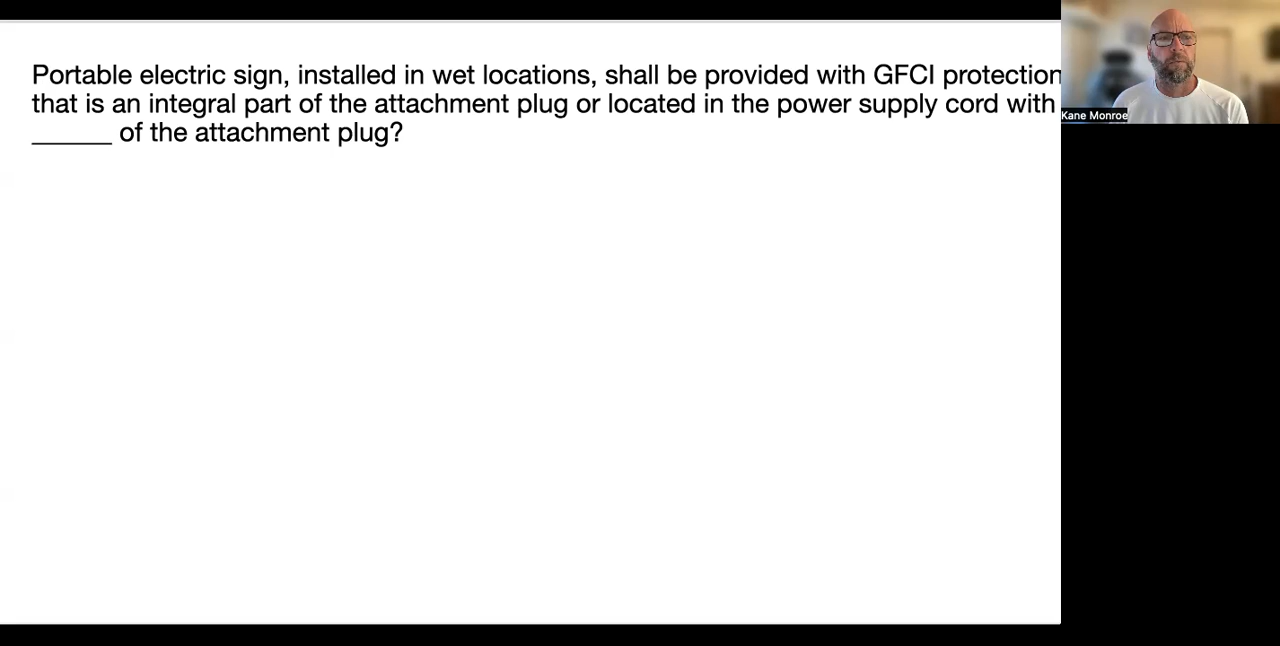 Portable electric sign, installed in wet locations, shall be provided with GFCI protection
that is an integral part of the attachment plug or located in the power supply cord with
______ of the attachment plug?
Kane Monroe